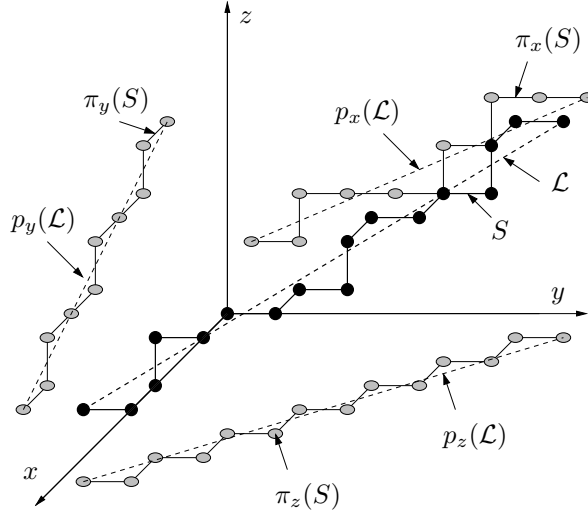 z
π_x(S)
π_y(S)
p_x(ℒ)
ℒ
p_y(ℒ)
S
y
p_z(ℒ)
x
π_z(S)